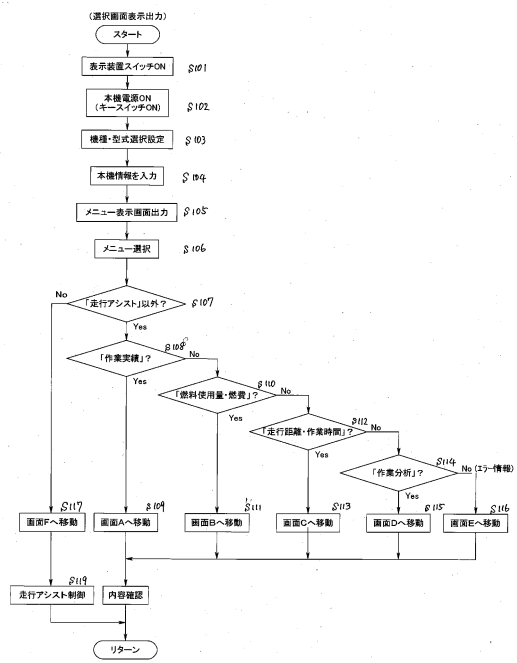 (選択画面表示出力)
スタート
表示装置スイッチON
S101
本機電源ON
(キースイッチON)
S102
機種・型式選択設定
S103
本機情報を入力
S104
メニュー表示画面出力
S105
メニュー選択
S106
「走行アシスト」以外?
S107
No
Yes
「作業実績」?
S108
No
Yes
「燃料使用量・燃費」?
S110
No
Yes
「走行距離・作業時間」?
S112
No
Yes
「作業分析」?
S114
No (エラー情報)
Yes
画面Fへ移動
S117
画面Aへ移動
S109
画面Bへ移動
S111
画面Cへ移動
S113
画面Dへ移動
S115
画面Eへ移動
S116
走行アシスト制御
S119
内容確認
リターン